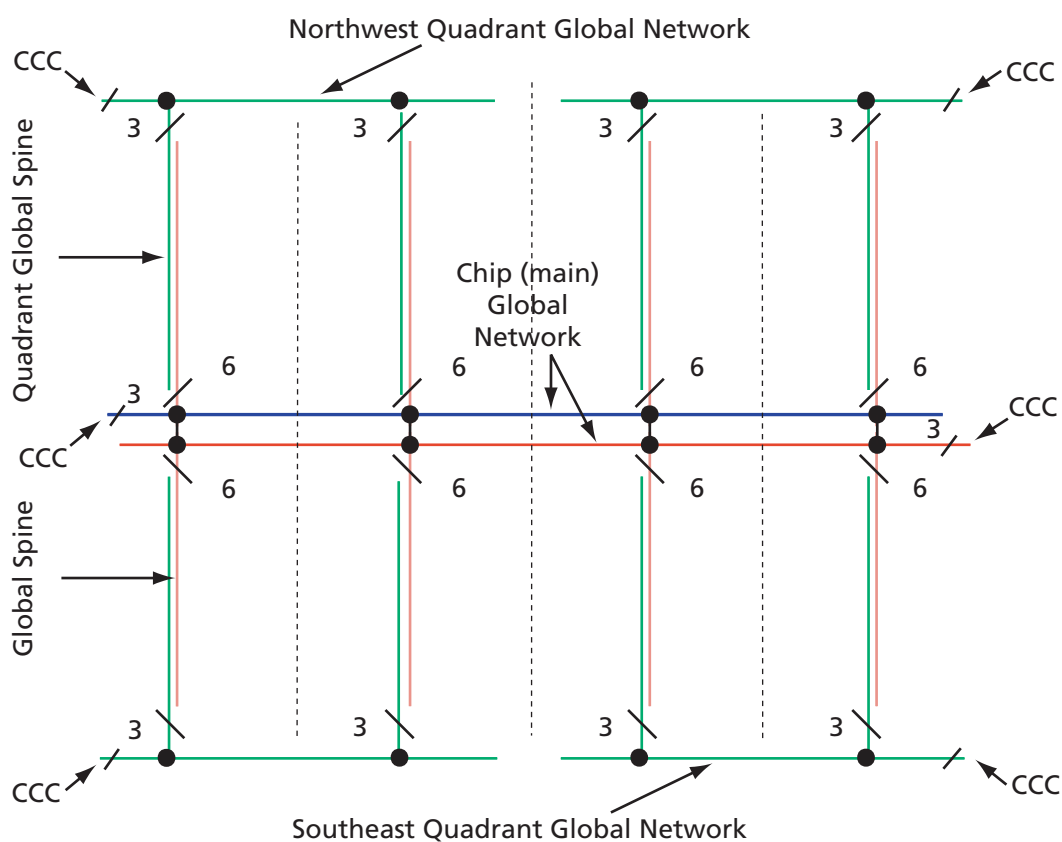 Northwest Quadrant Global Network
CCC
CCC
3
3
3
3
Quadrant Global Spine
Chip (main)
Global
Network
6
6
6
6
3
CCC
3
CCC
6
6
6
6
Global Spine
3
3
3
3
CCC
CCC
Southeast Quadrant Global Network